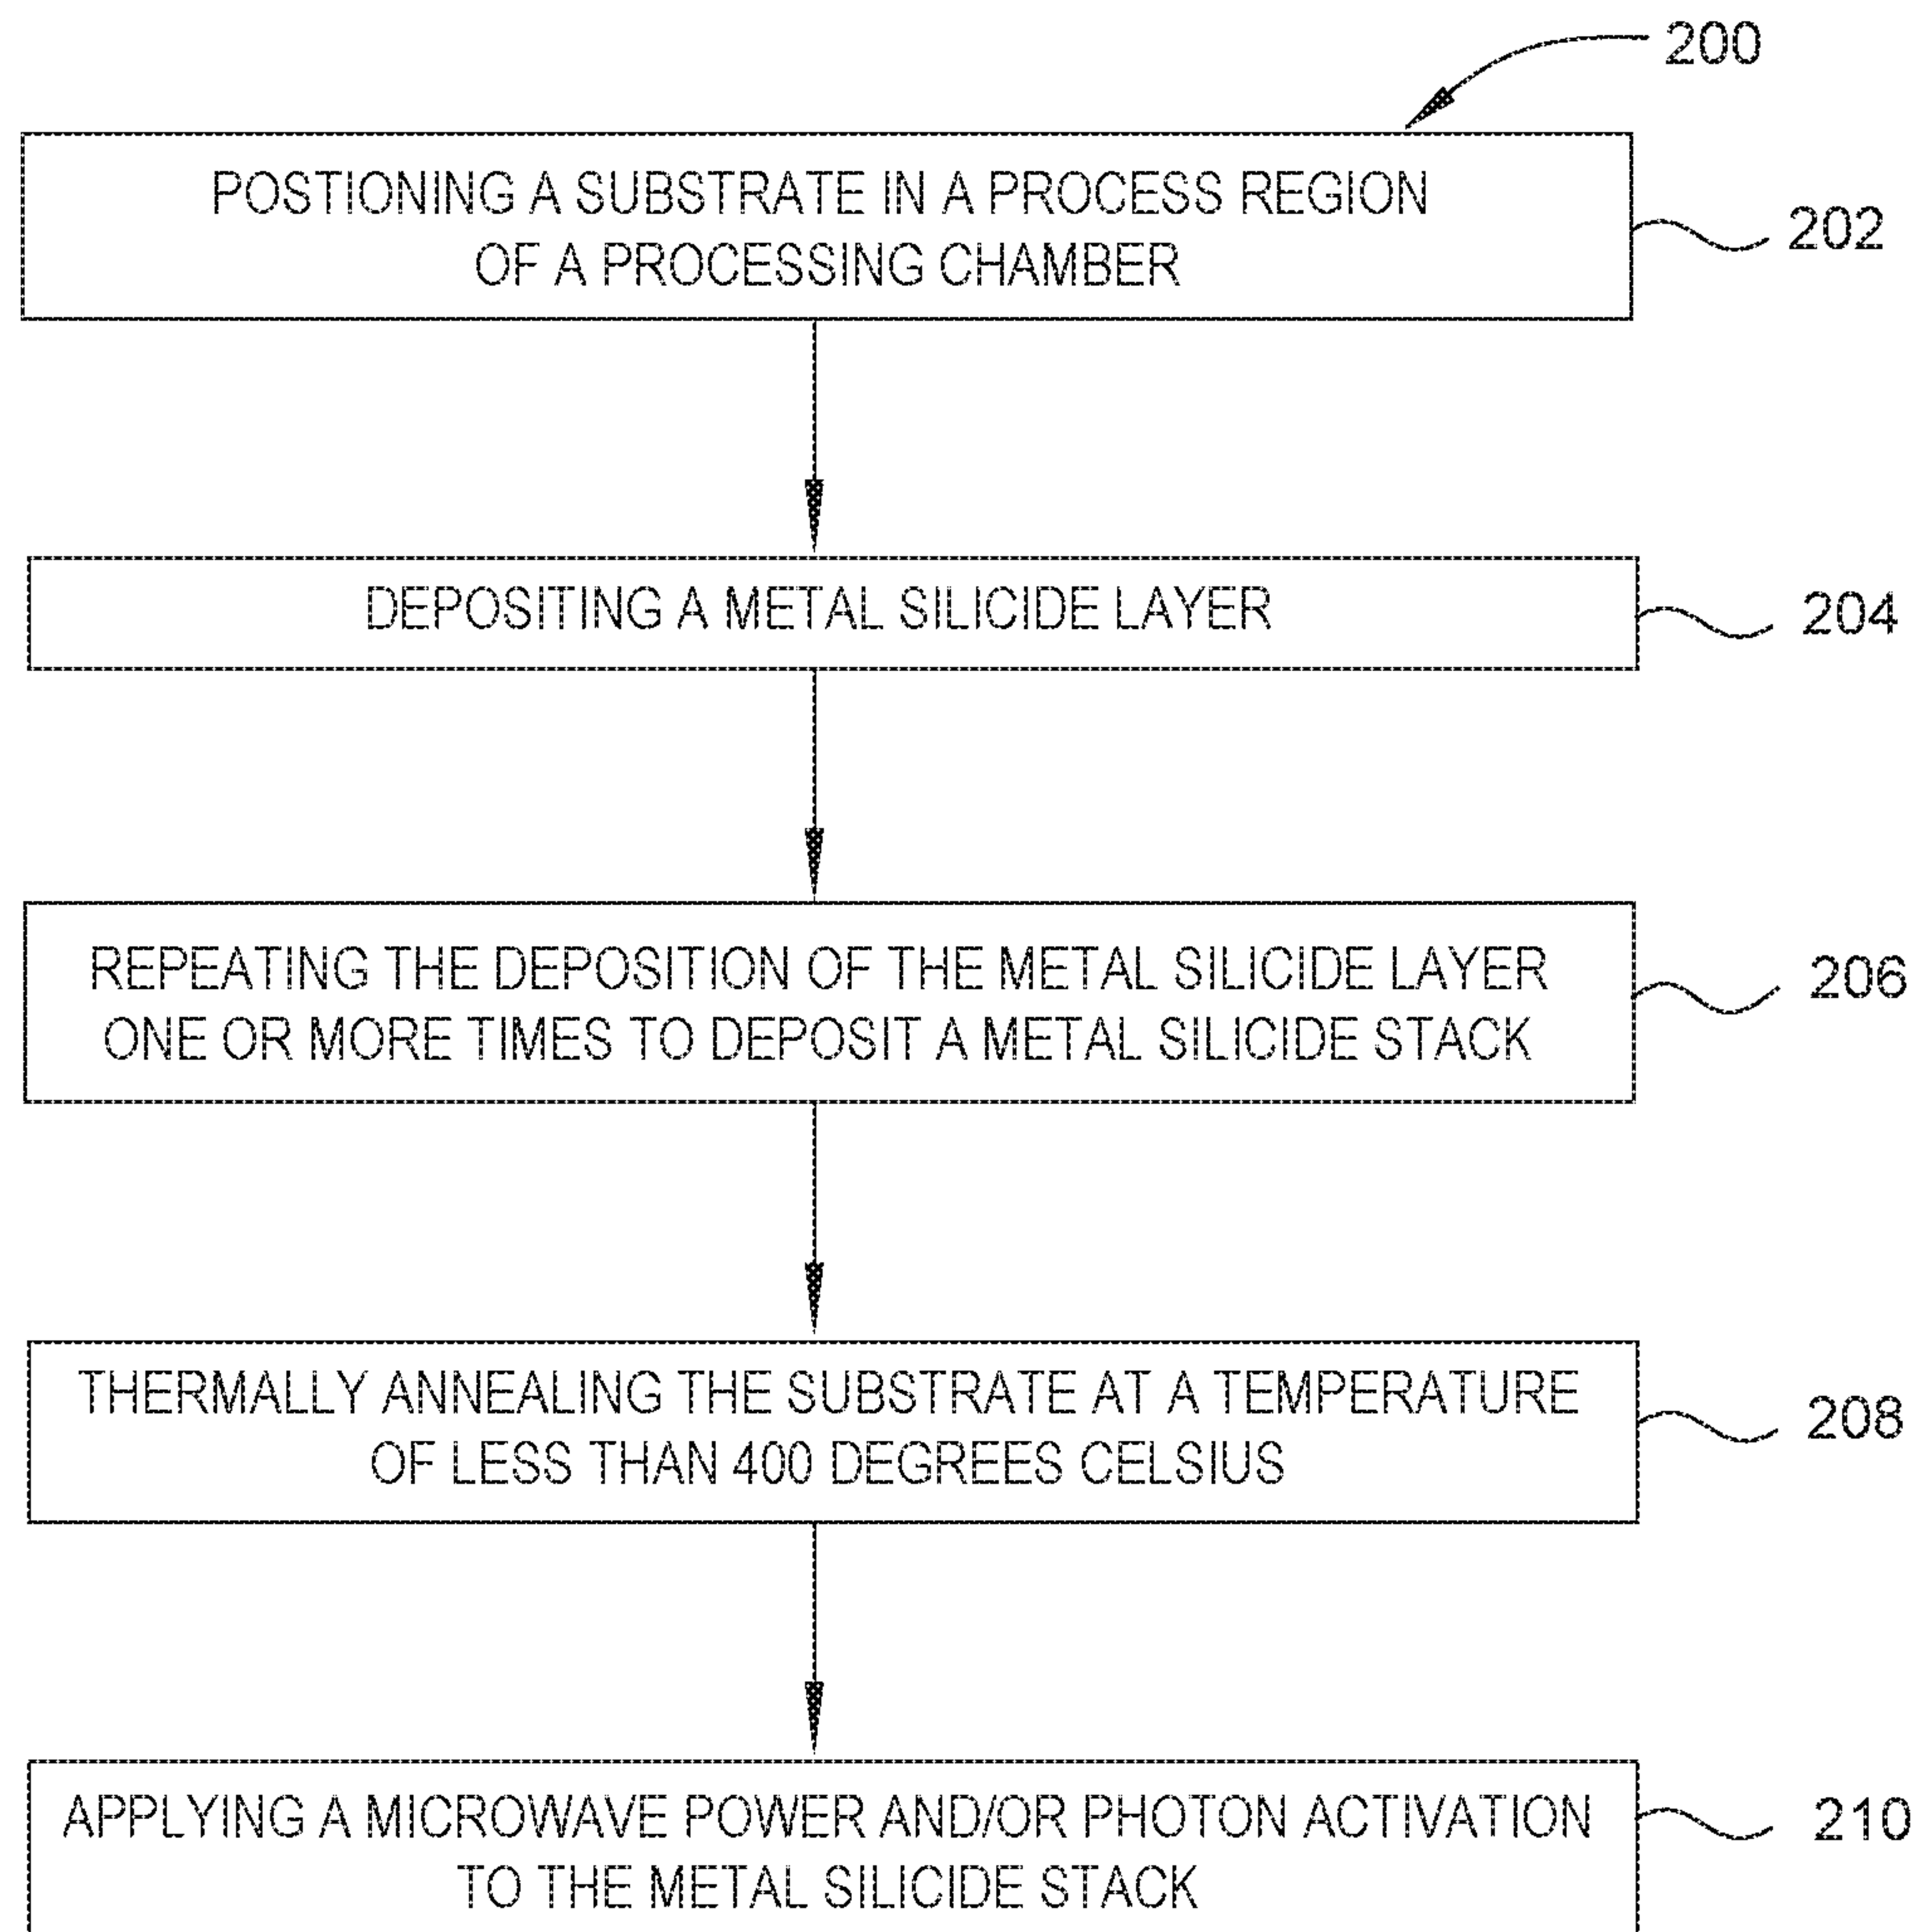 200
POSTIONING A SUBSTRATE IN A PROCESS REGION
OF A PROCESSING CHAMBER
202
DEPOSITING A METAL SILICIDE LAYER
204
REPEATING THE DEPOSITION OF THE METAL SILICIDE LAYER
ONE OR MORE TIMES TO DEPOSIT A METAL SILICIDE STACK
206
THERMALLY ANNEALING THE SUBSTRATE AT A TEMPERATURE
OF LESS THAN 400 DEGREES CELSIUS
208
APPLYING A MICROWAVE POWER AND/OR PHOTON ACTIVATION
TO THE METAL SILICIDE STACK
210